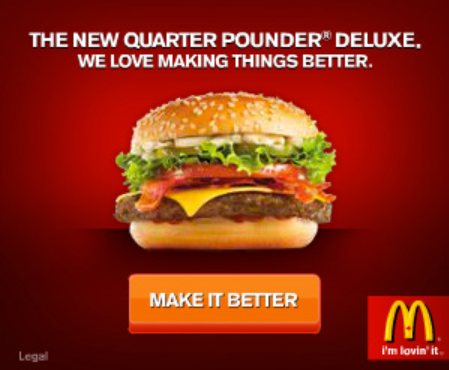 THE NEW QUARTER POUNDER® DELUXE.
WE LOVE MAKING THINGS BETTER.
MAKE IT BETTER
i'm lovin' it
Legal